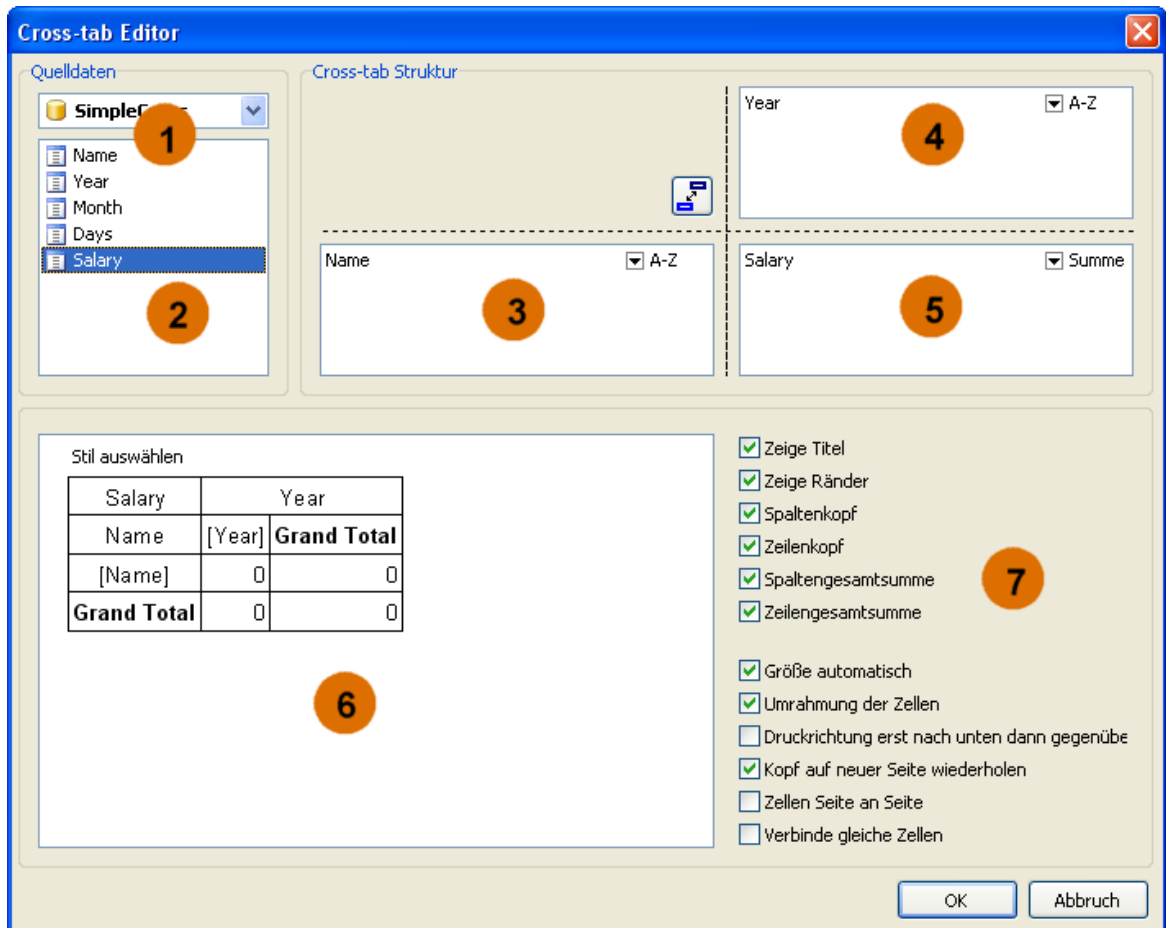 Cross-tab Editor
Quelldaten
Cross-tab Struktur
1
Name
Year
Month
Days
Salary
2
Year A-Z
4
Name A-Z
3
Salary Summe
5
Stil auswählen
Salary Year
Name [Year] Grand Total
[Name] 0 0
Grand Total 0 0
6
Zeige Titel
Zeige Ränder
Spaltenkopf
Zeilenkopf
Spaltengesamtsumme
Zeilengesamtsumme
7
Größe automatisch
Umrahmung der Zellen
Druckrichtung erst nach unten dann gegenübe
Kopf auf neuer Seite wiederholen
Zellen Seite an Seite
Verbinde gleiche Zellen
OK
Abbruch